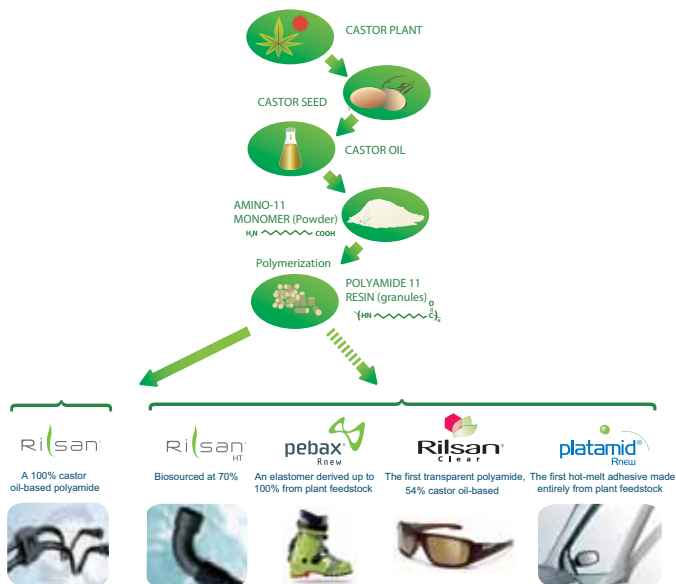 CASTOR PLANT
CASTOR SEED
CASTOR OIL
AMINO-11
MONOMER (Powder)
H₂N COOH
Polymerization
POLYAMIDE 11
RESIN (granules)
O
HN C
Rilsan®
A 100% castor
oil-based polyamide
Rilsan®
HT
Biosourced at 70%
pebax®
Rnew
An elastomer derived up to
100% from plant feedstock
Rilsan®
Clear
The first transparent polyamide,
54% castor oil-based
platamid®
Rnew
The first hot-melt adhesive made
entirely from plant feedstock